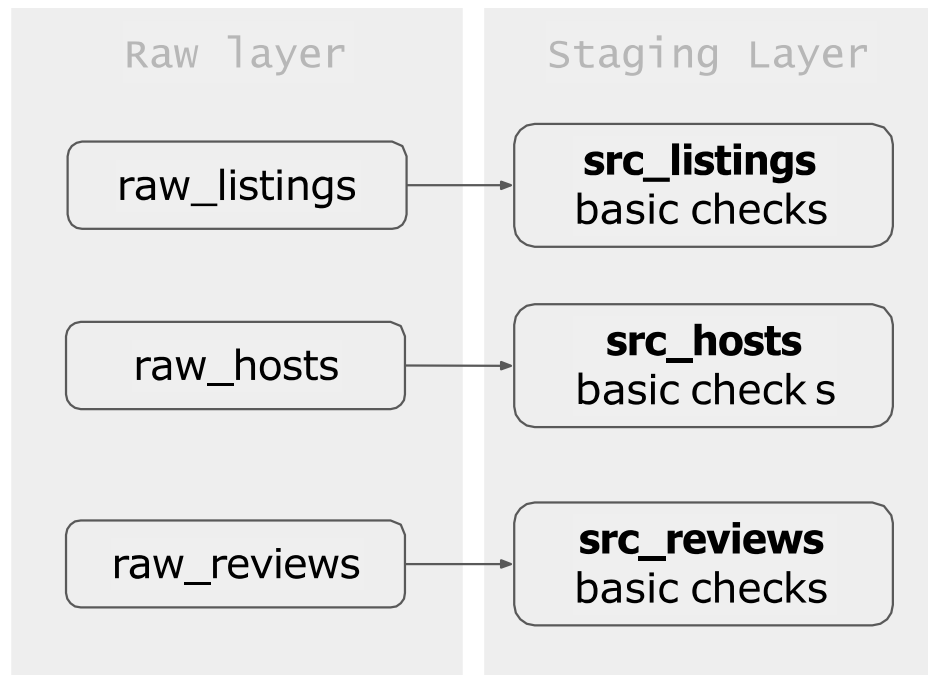 Raw layer
Staging Layer
raw_listings
src_listings
basic checks
raw_hosts
src_hosts
basic check s
raw_reviews
src_reviews
basic checks